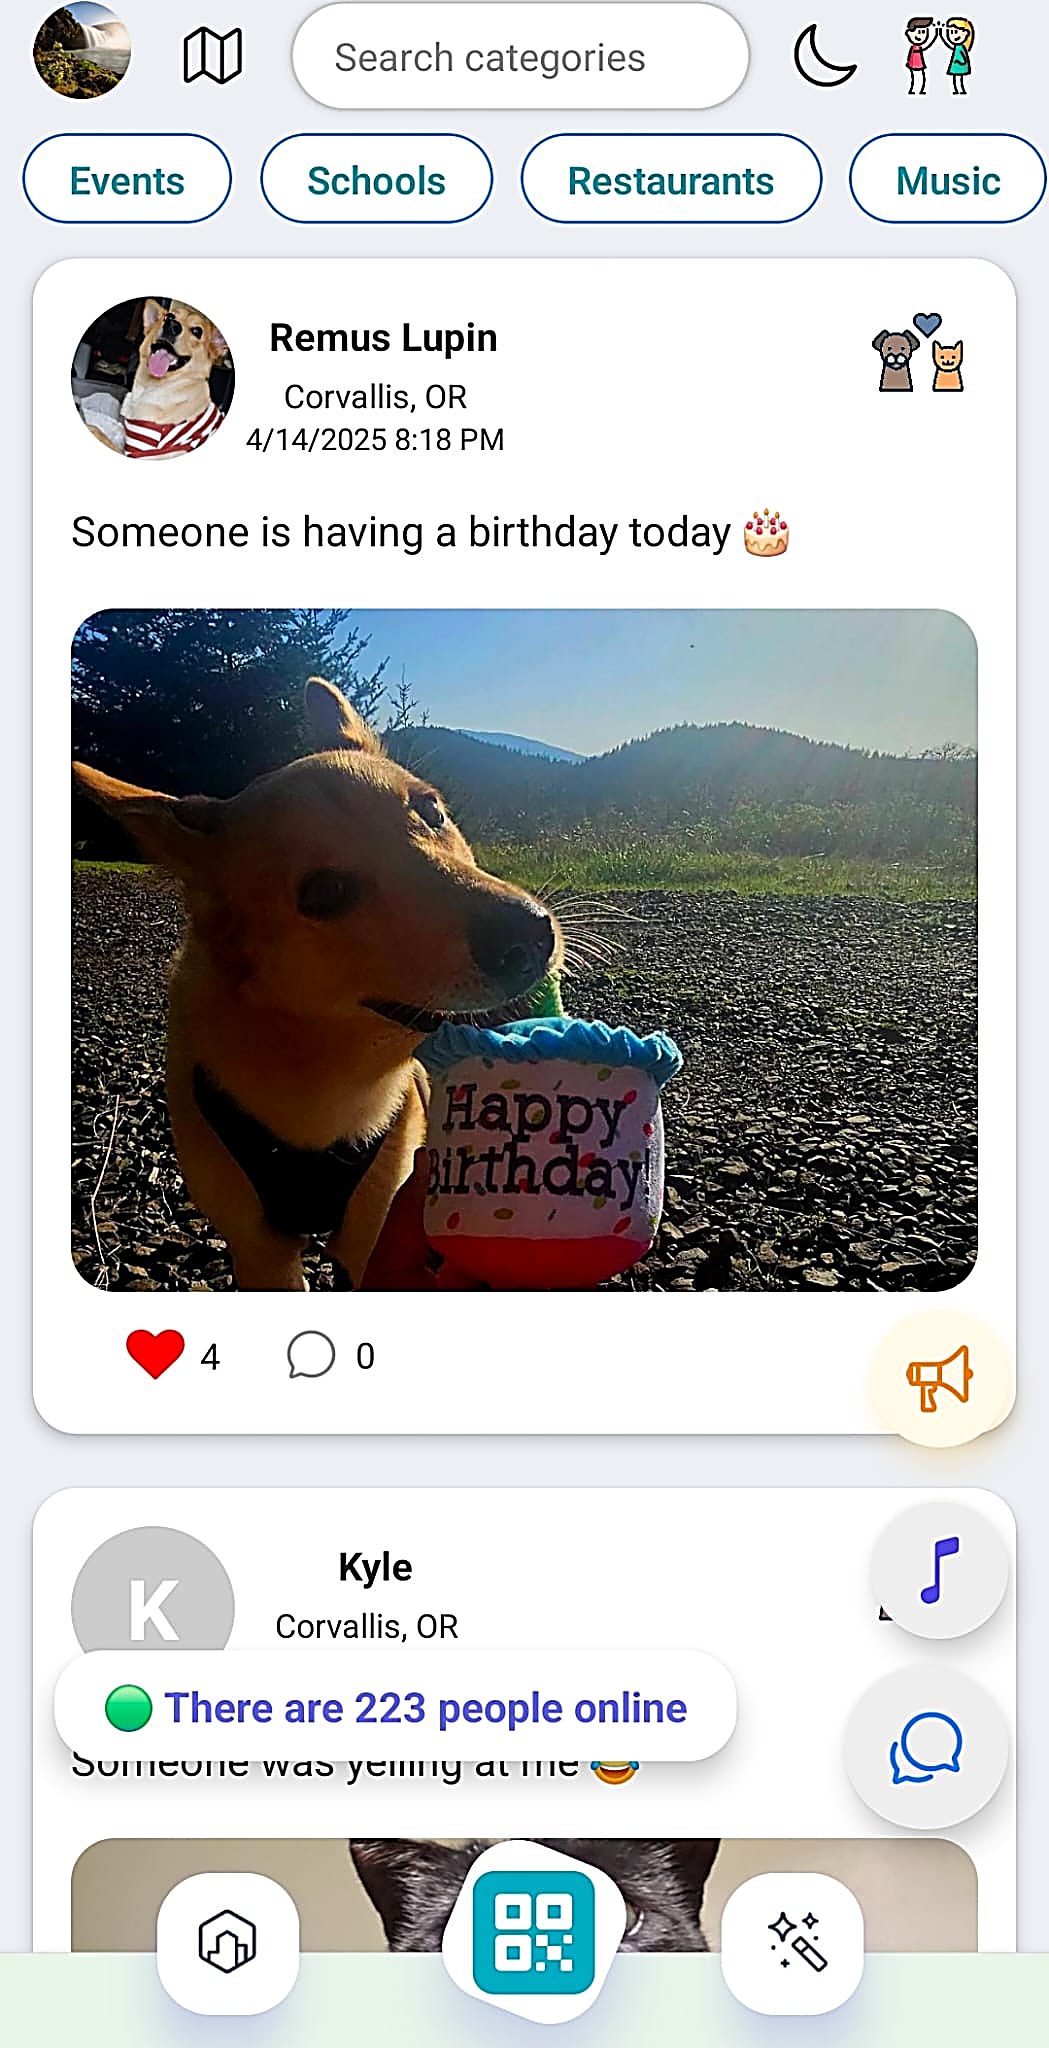 Search categories
Events
Schools
Restaurants
Music
Remus Lupin
Corvallis, OR
4/14/2025 8:18 PM
Someone is having a birthday today 🎂
Happy
Birthday!
4
0
K
Kyle
Corvallis, OR
There are 223 people online
Someone was yelling at me 😂